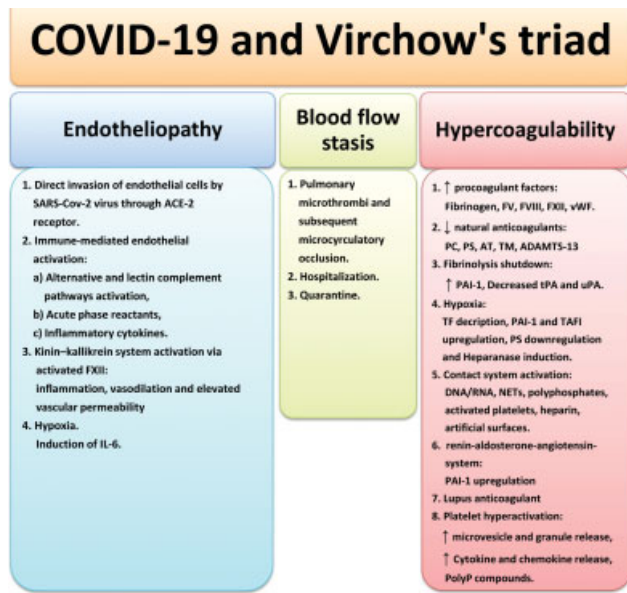 COVID-19 and Virchow's triad
Endotheliopathy
1. Direct invasion of endothelial cells by
SARS-Cov-2 virus through ACE-2
receptor.
2. Immune-mediated endothelial
activation:
a) Alternative and lectin complement
pathways activation,
b) Acute phase reactants,
c) Inflammatory cytokines.
3. Kinin–kallikrein system activation via
activated FXII:
inflammation, vasodilation and elevated
vascular permeability
4. Hypoxia.
Induction of IL-6.
Blood flow
stasis
1. Pulmonary
microthrombi and
subsequent
microcyrculatory
occlusion.
2. Hospitalization.
3. Quarantine.
Hypercoagulability
1. ↑ procoagulant factors:
Fibrinogen, FV, FVIII, FXII, vWF.
2. ↓ natural anticoagulants:
PC, PS, AT, TM, ADAMTS-13
3. Fibrinolysis shutdown:
↑ PAI-1, Decreased tPA and uPA.
4. Hypoxia:
TF decription, PAI-1 and TAFI
upregulation, PS downregulation
and Heparanase induction.
5. Contact system activation:
DNA/RNA, NETs, polyphosphates,
activated platelets, heparin,
artificial surfaces.
6. renin-aldosterone-angiotensin-
system:
PAI-1 upregulation
7. Lupus anticoagulant
8. Platelet hyperactivation:
↑ microvesicle and granule release,
↑ Cytokine and chemokine release,
PolyP compounds.